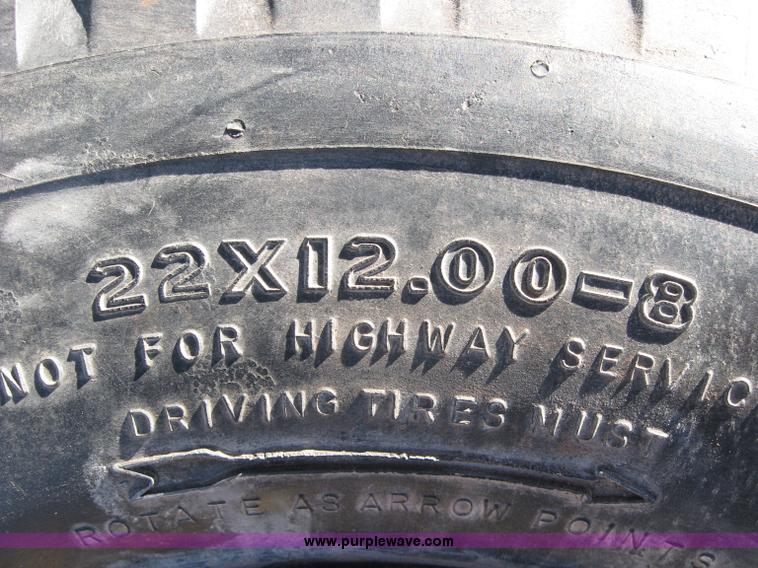 22X12.00-8
NOT FOR HIGHWAY SERVIC
DRIVING TIRES MUST
ROTATE AS ARROW POINTS
www.purplewave.com